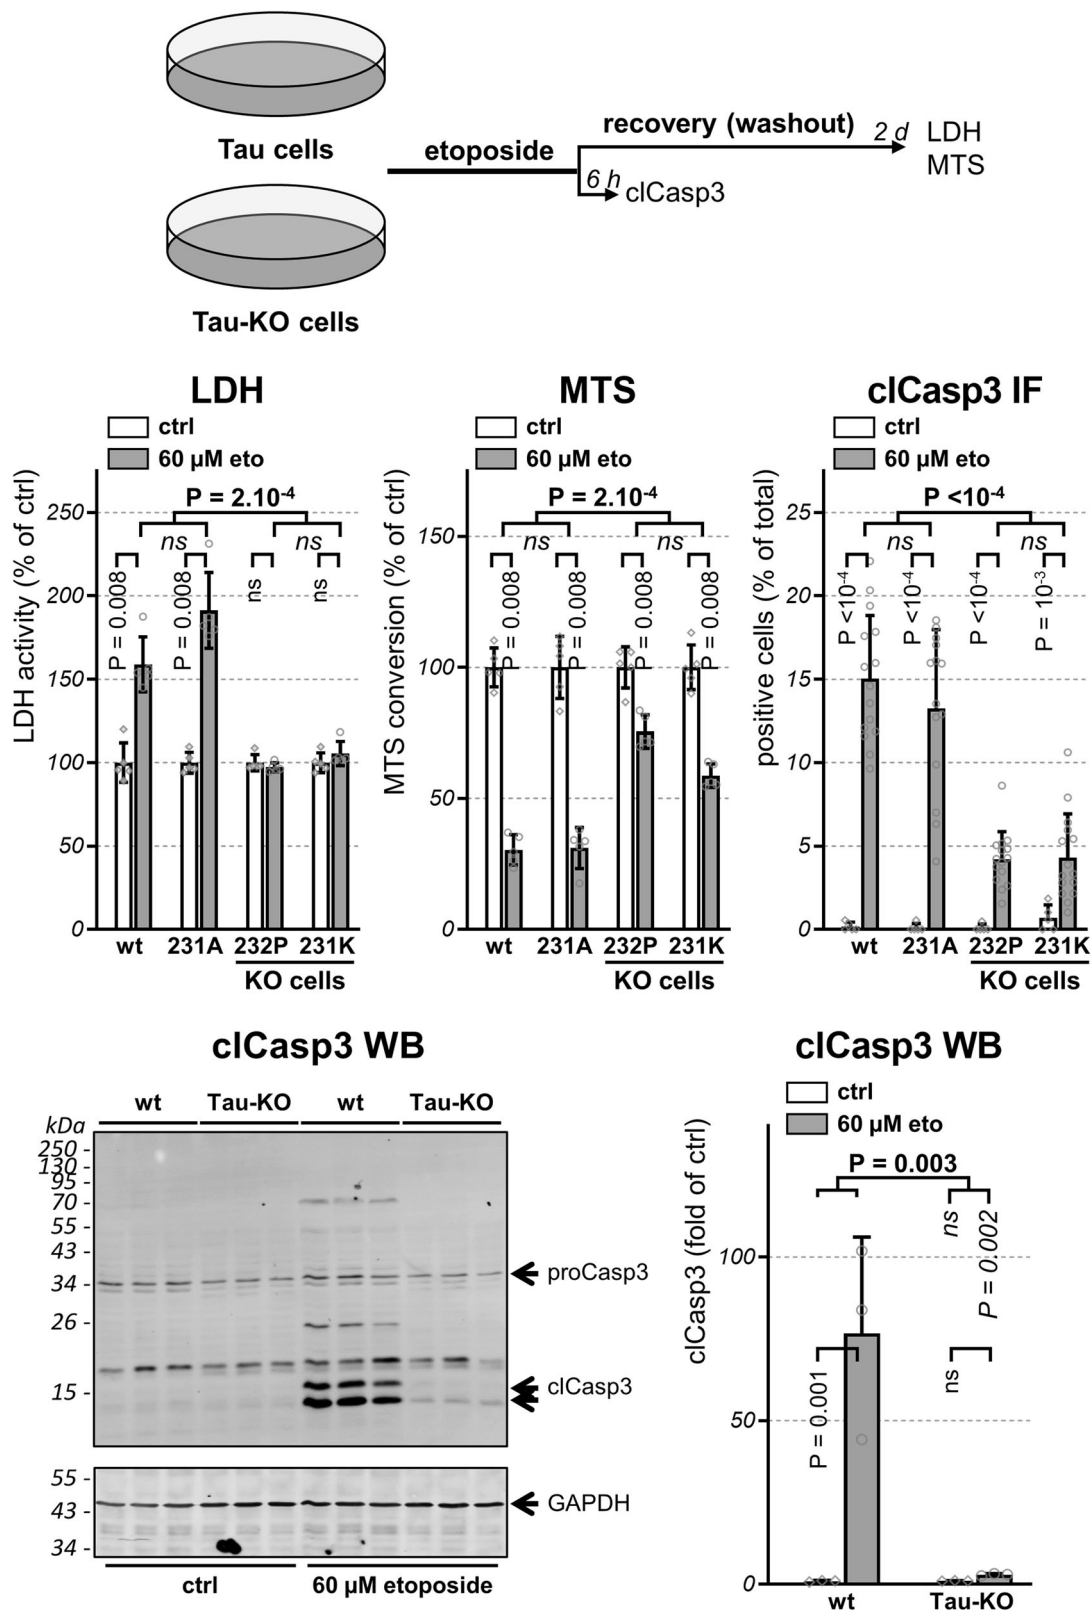 Tau cells
Tau-KO cells
etoposide
recovery (washout)
2 d
LDH
MTS
6 h
clCasp3
LDH
ctrl
60 µM eto
LDH activity (% of ctrl)
P = 2.10-4
ns
ns
P = 0.008
P = 0.008
ns
ns
250
200
150
100
50
0
wt
231A
232P
231K
KO cells
MTS
ctrl
60 µM eto
MTS conversion (% of ctrl)
P = 2.10-4
ns
ns
P = 0.008
P = 0.008
P = 0.008
P = 0.008
150
100
50
0
wt
231A
232P
231K
KO cells
clCasp3 IF
ctrl
60 µM eto
positive cells (% of total)
P <10-4
ns
ns
P <10-4
P <10-4
P <10-4
P = 10-3
25
20
15
10
5
0
wt
231A
232P
231K
KO cells
clCasp3 WB
wt
Tau-KO
wt
Tau-KO
kDa
250 -
130 -
95 -
70 -
55 -
43 -
34 -
26 -
15 -
proCasp3
clCasp3
55 -
43 -
34 -
GAPDH
ctrl
60 µM etoposide
clCasp3 WB
ctrl
60 µM eto
clCasp3 (fold of ctrl)
P = 0.003
ns
P = 0.002
P = 0.001
ns
100
50
0
wt
Tau-KO